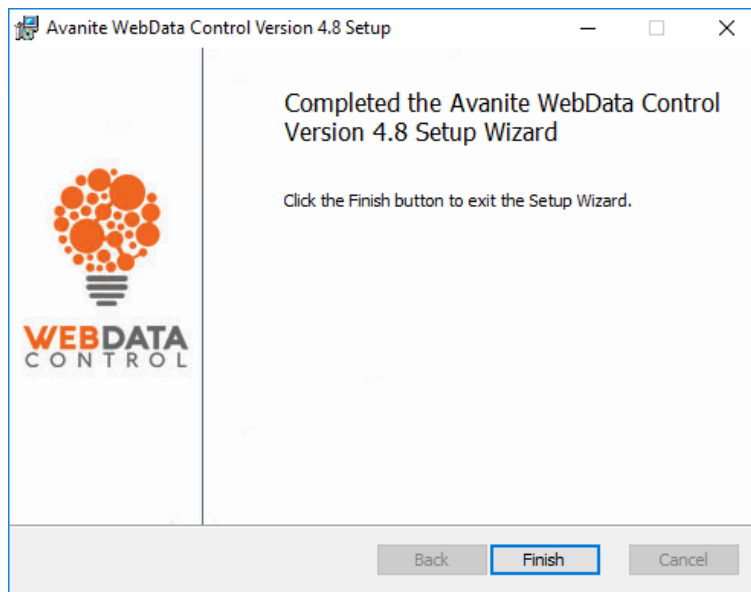 Avanite WebData Control Version 4.8 Setup
Completed the Avanite WebData Control
Version 4.8 Setup Wizard
Click the Finish button to exit the Setup Wizard.
WEBDATA
CONTROL
Back
Finish
Cancel